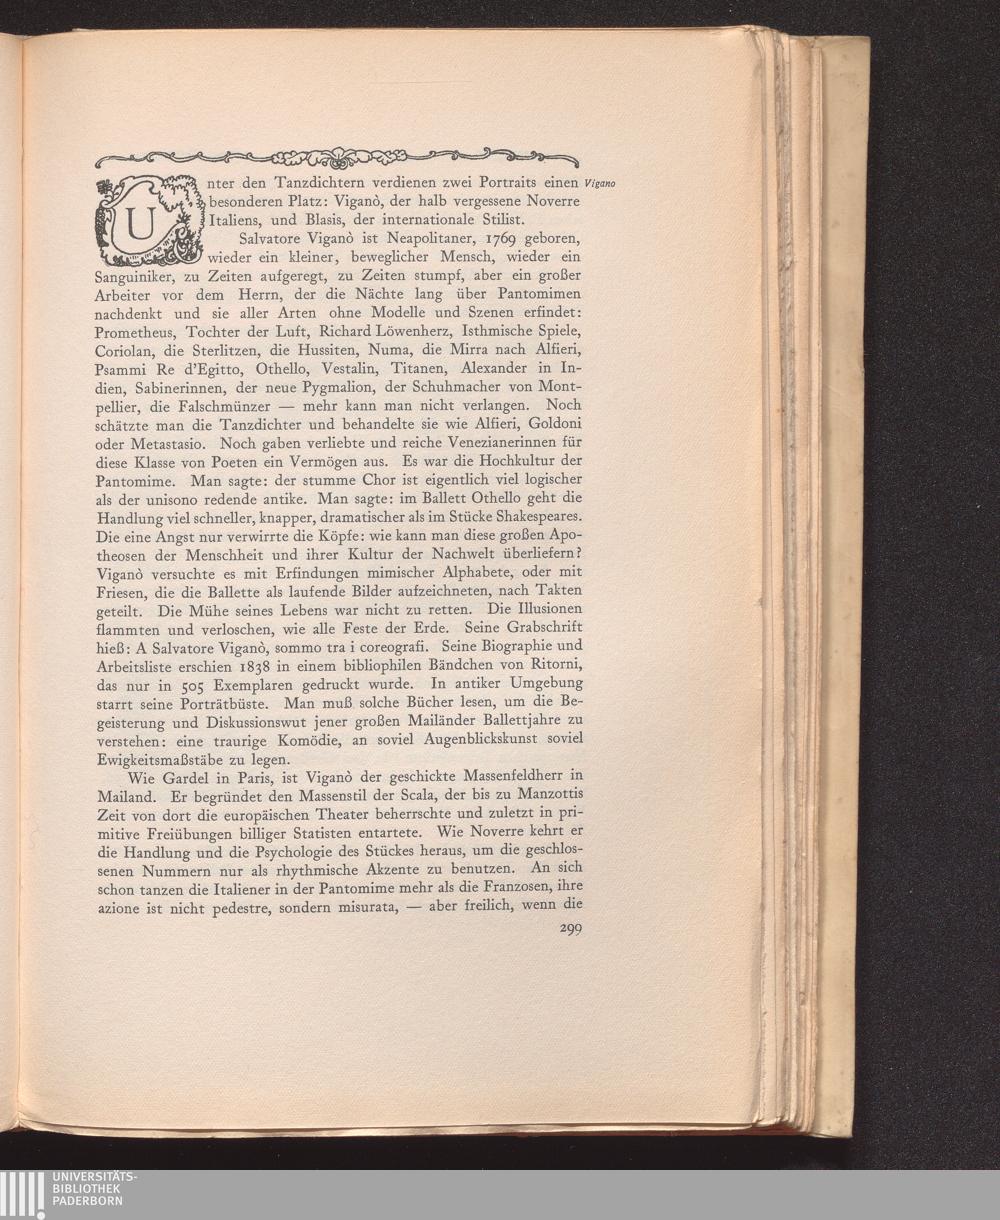 Unter den Tanzdichtern verdienen zwei Portraits einen
Vigano
besonderen Platz: Viganò, der halb vergessene Noverre
Italiens, und Blasis, der internationale Stilist.
Salvatore Viganò ist Neapolitaner, 1769 geboren,
wieder ein kleiner, beweglicher Mensch, wieder ein
Sanguiniker, zu Zeiten aufgeregt, zu Zeiten stumpf, aber ein großer
Arbeiter vor dem Herrn, der die Nächte lang über Pantomimen
nachdenkt und sie aller Arten ohne Modelle und Szenen erfindet:
Prometheus, Tochter der Luft, Richard Löwenherz, Isthmische Spiele,
Coriolan, die Sterlitzen, die Hussiten, Numa, die Mirra nach Alfieri,
Psammi Re d'Egitto, Othello, Vestalin, Titanen, Alexander in In-
dien, Sabinerinnen, der neue Pygmalion, der Schuhmacher von Mont-
pellier, die Falschmünzer — mehr kann man nicht verlangen. Noch
schätzte man die Tanzdichter und behandelte sie wie Alfieri, Goldoni
oder Metastasio. Noch gaben verliebte und reiche Venezianerinnen für
diese Klasse von Poeten ein Vermögen aus. Es war die Hochkultur der
Pantomime. Man sagte: der stumme Chor ist eigentlich viel logischer
als der unisono redende antike. Man sagte: im Ballett Othello geht die
Handlung viel schneller, knapper, dramatischer als im Stücke Shakespeares.
Die eine Angst nur verwirrte die Köpfe: wie kann man diese großen Apo-
theosen der Menschheit und ihrer Kultur der Nachwelt überliefern?
Viganò versuchte es mit Erfindungen mimischer Alphabete, oder mit
Friesen, die die Ballette als laufende Bilder aufzeichneten, nach Takten
geteilt. Die Mühe seines Lebens war nicht zu retten. Die Illusionen
flammten und verloschen, wie alle Feste der Erde. Seine Grabschrift
hieß: A Salvatore Viganò, sommo tra i coreografi. Seine Biographie und
Arbeitsliste erschien 1838 in einem bibliophilen Bändchen von Ritorni,
das nur in 505 Exemplaren gedruckt wurde. In antiker Umgebung
starrt seine Porträtbüste. Man muß solche Bücher lesen, um die Be-
geisterung und Diskussionswut jener großen Mailänder Ballettjahre zu
verstehen: eine traurige Komödie, an soviel Augenblickskunst soviel
Ewigkeitsmaßstäbe zu legen.
Wie Gardel in Paris, ist Viganò der geschickte Massenfeldherr in
Mailand. Er begründet den Massenstil der Scala, der bis zu Manzottis
Zeit von dort die europäischen Theater beherrschte und zuletzt in pri-
mitive Freiübungen billiger Statisten entartete. Wie Noverre kehrt er
die Handlung und die Psychologie des Stückes heraus, um die geschlos-
senen Nummern nur als rhythmische Akzente zu benutzen. An sich
schon tanzen die Italiener in der Pantomime mehr als die Franzosen, ihre
azione ist nicht pedestre, sondern misurata, — aber freilich, wenn die
299
UNIVERSITÄTS-
BIBLIOTHEK
PADERBORN